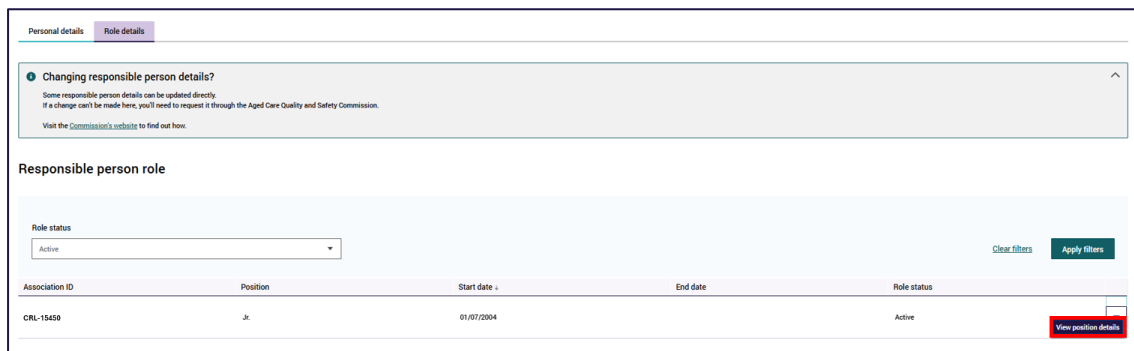 Personal details
Role details
Changing responsible person details?
Some responsible person details can be updated directly.
If a change can't be made here, you'll need to request it through the Aged Care Quality and Safety Commission.
Visit the Commission's website to find out how.
Responsible person role
Role status
Active
Clear filters
Apply filters
Association ID Position Start date ↓ End date Role status
CRL-15450 Jr. 01/07/2004 Active
View position details